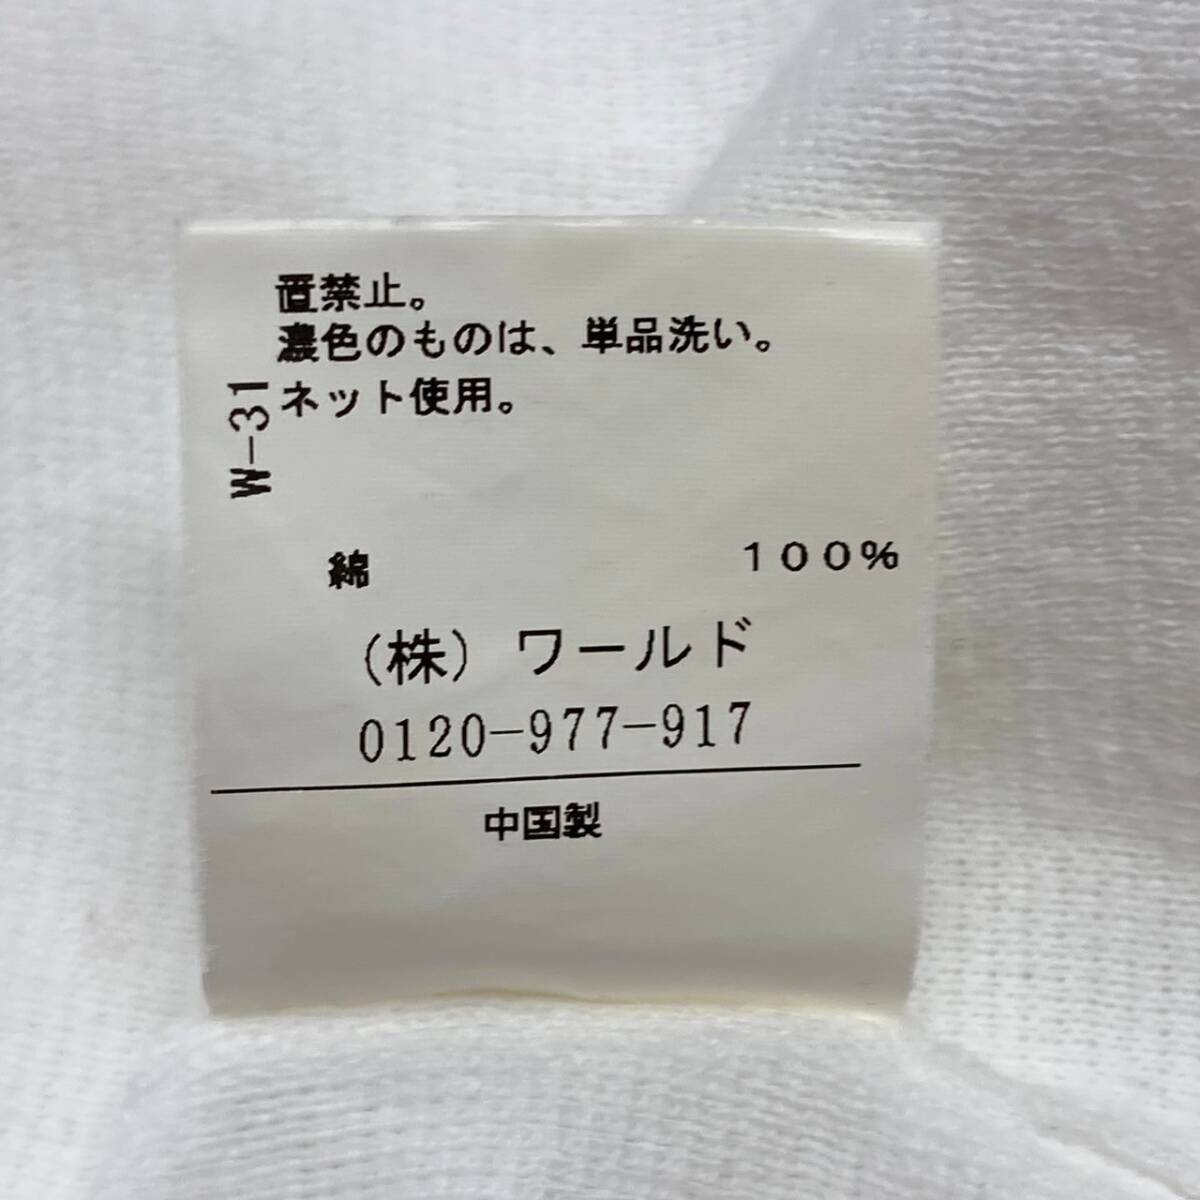 置禁止。
濃色のものは、単品洗い。
ネット使用。
W-31
綿 100%
(株) ワールド
0120-977-917
中国製